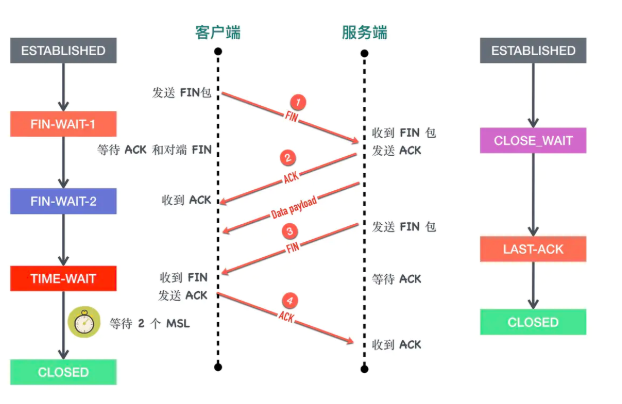 客户端
服务端
ESTABLISHED
ESTABLISHED
发送 FIN包
1
FIN
FIN-WAIT-1
收到 FIN 包
CLOSE_WAIT
等待 ACK 和对端 FIN
发送 ACK
2
ACK
FIN-WAIT-2
收到 ACK
Data payload
3
FIN
发送 FIN 包
LAST-ACK
TIME-WAIT
收到 FIN
等待 ACK
发送 ACK
4
ACK
等待 2 个 MSL
CLOSED
收到 ACK
CLOSED